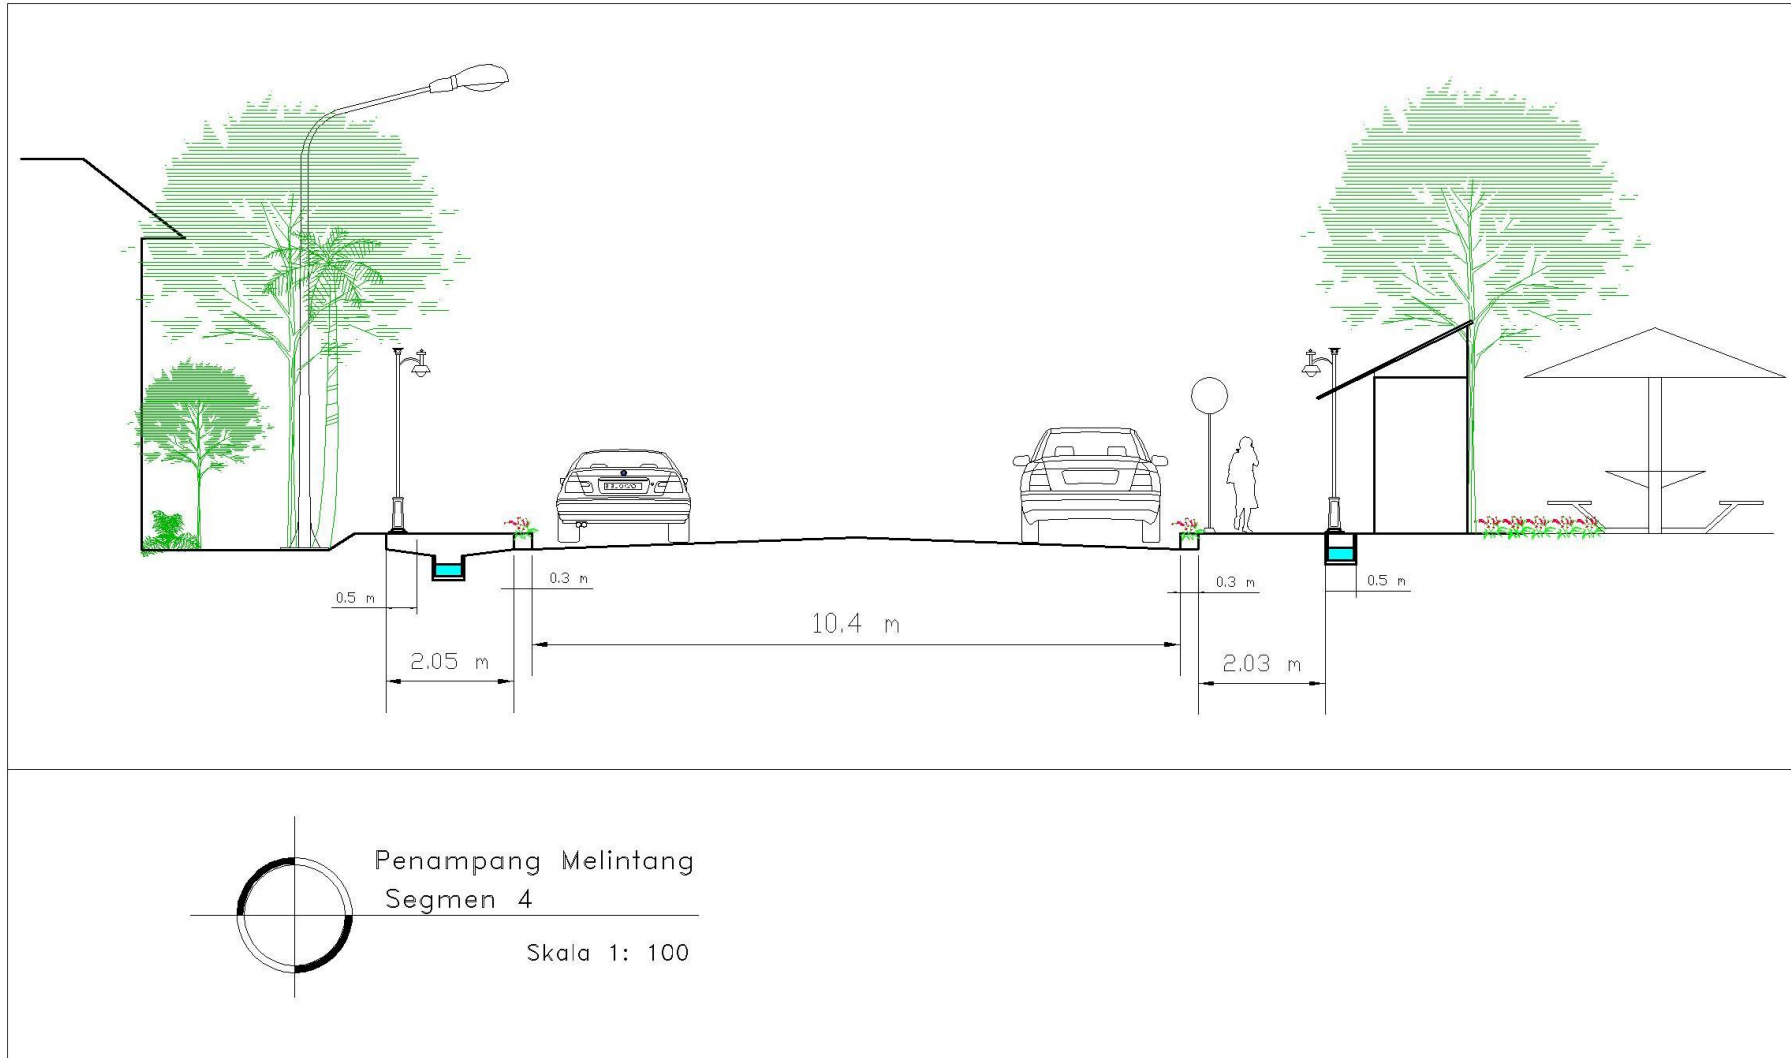 0.5 m
0.3 m
10.4 m
2.05 m
0.3 m
0.5 m
2.03 m
Penampang Melintang
Segmen 4
Skala 1: 100